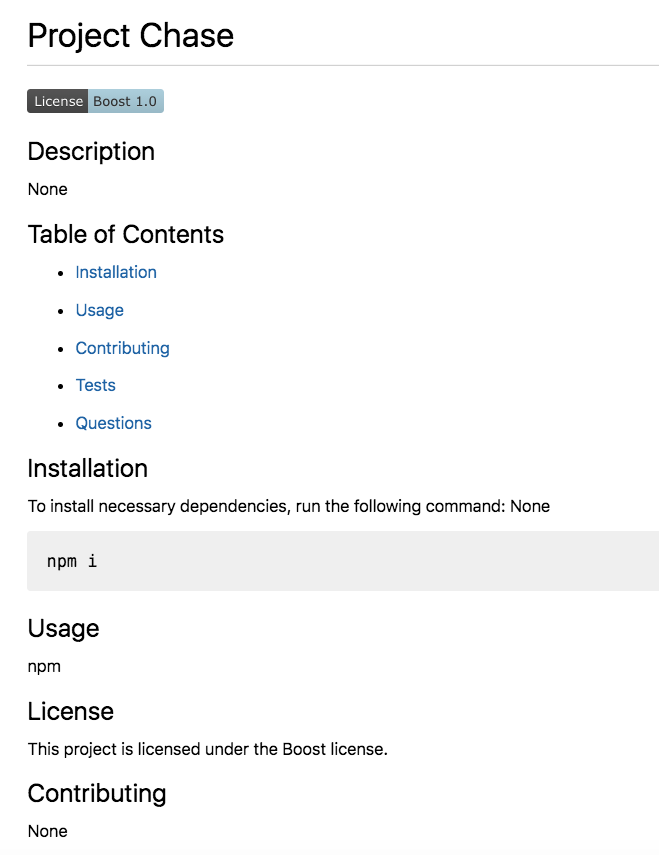 Project Chase
License Boost 1.0
Description
None
Table of Contents
Installation
Usage
Contributing
Tests
Questions
Installation
To install necessary dependencies, run the following command: None
npm i
Usage
npm
License
This project is licensed under the Boost license.
Contributing
None